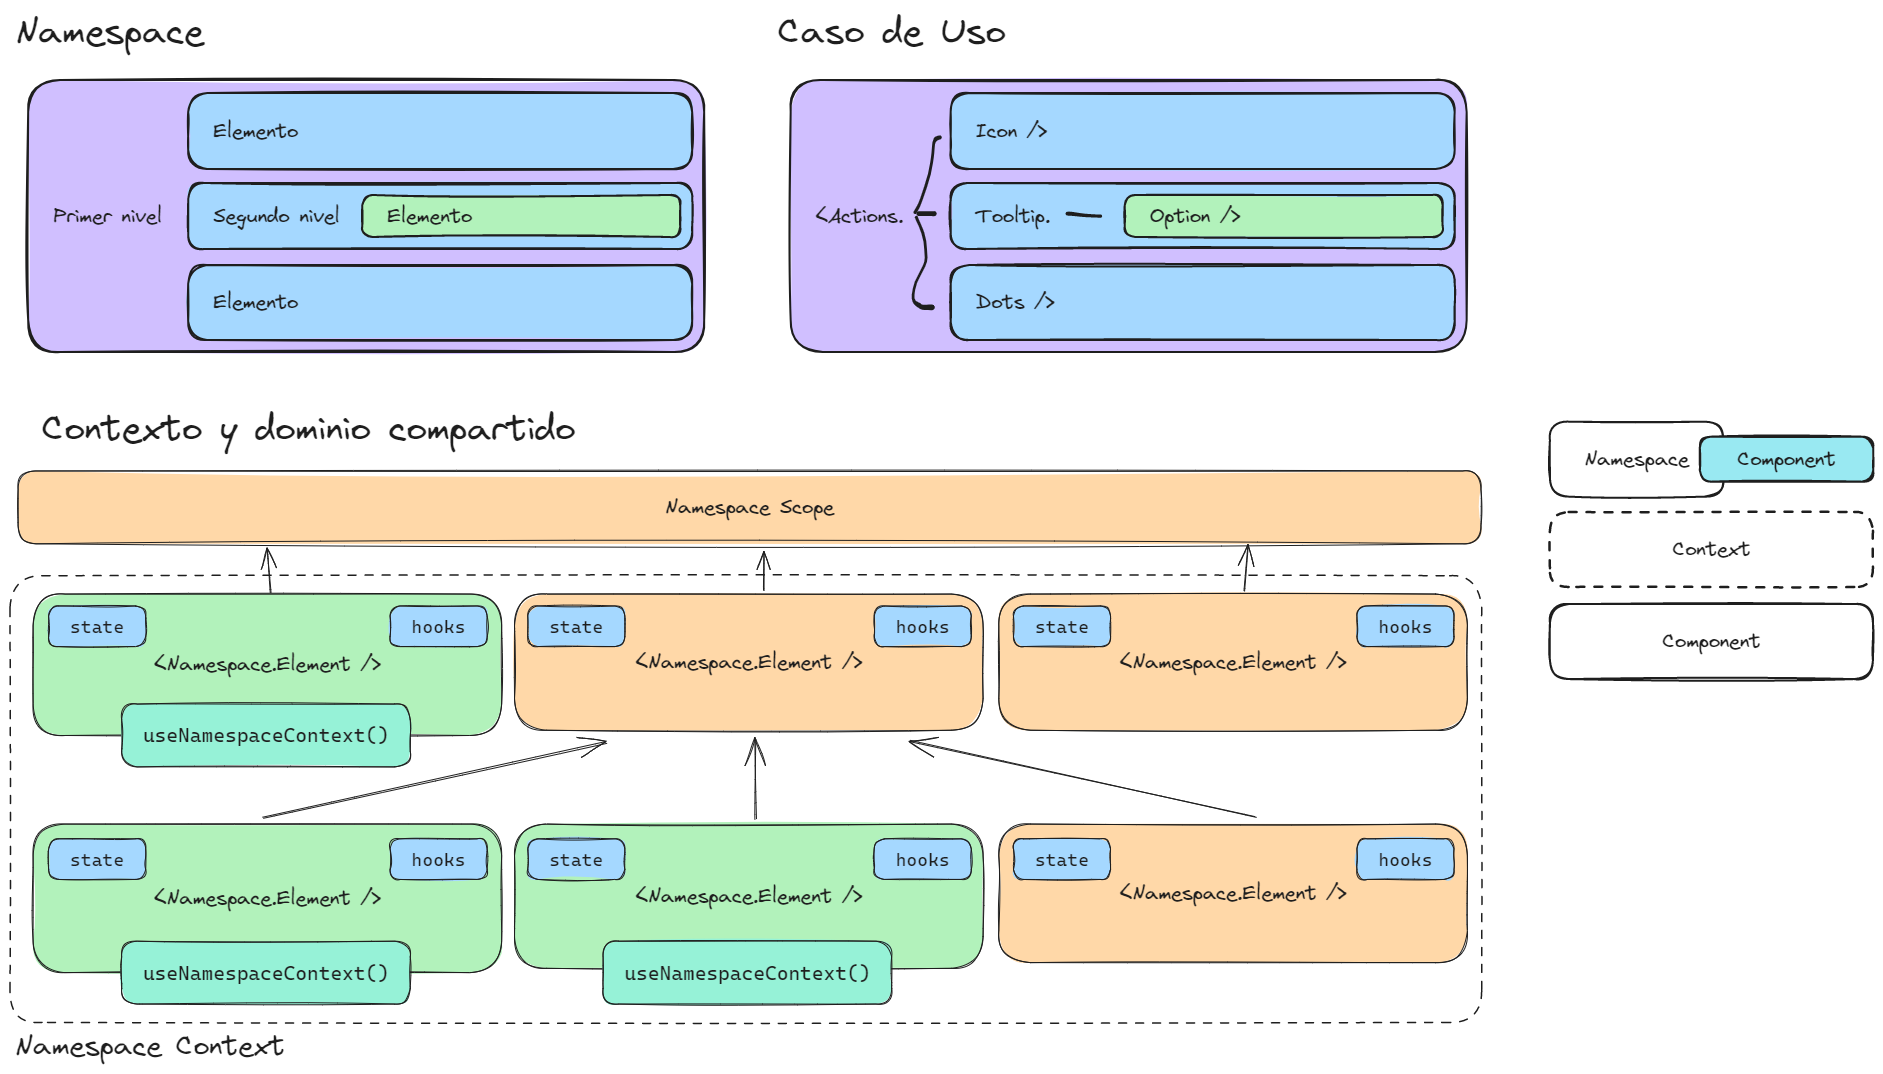 Namespace
Caso de Uso
Elemento
Primer nivel
Segundo nivel
Elemento
Elemento
<Actions.
Icon />
Tooltip.
Option />
Dots />
Contexto y dominio compartido
Namespace Scope
state
hooks
<Namespace.Element />
useNamespaceContext()
state
hooks
<Namespace.Element />
state
hooks
<Namespace.Element />
state
hooks
<Namespace.Element />
useNamespaceContext()
state
hooks
<Namespace.Element />
useNamespaceContext()
state
hooks
<Namespace.Element />
Namespace Context
Namespace
Component
Context
Component